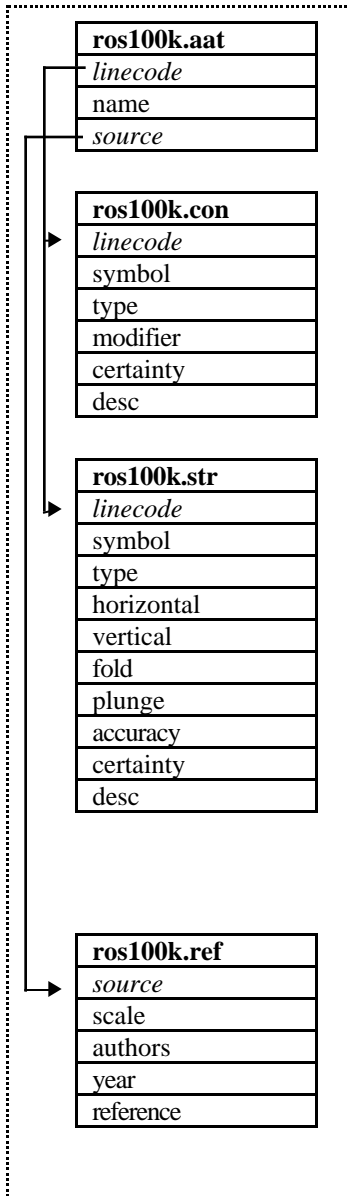 ros100k.aat
linecode
name
source
ros100k.con
linecode
symbol
type
modifier
certainty
desc
ros100k.str
linecode
symbol
type
horizontal
vertical
fold
plunge
accuracy
certainty
desc
ros100k.ref
source
scale
authors
year
reference